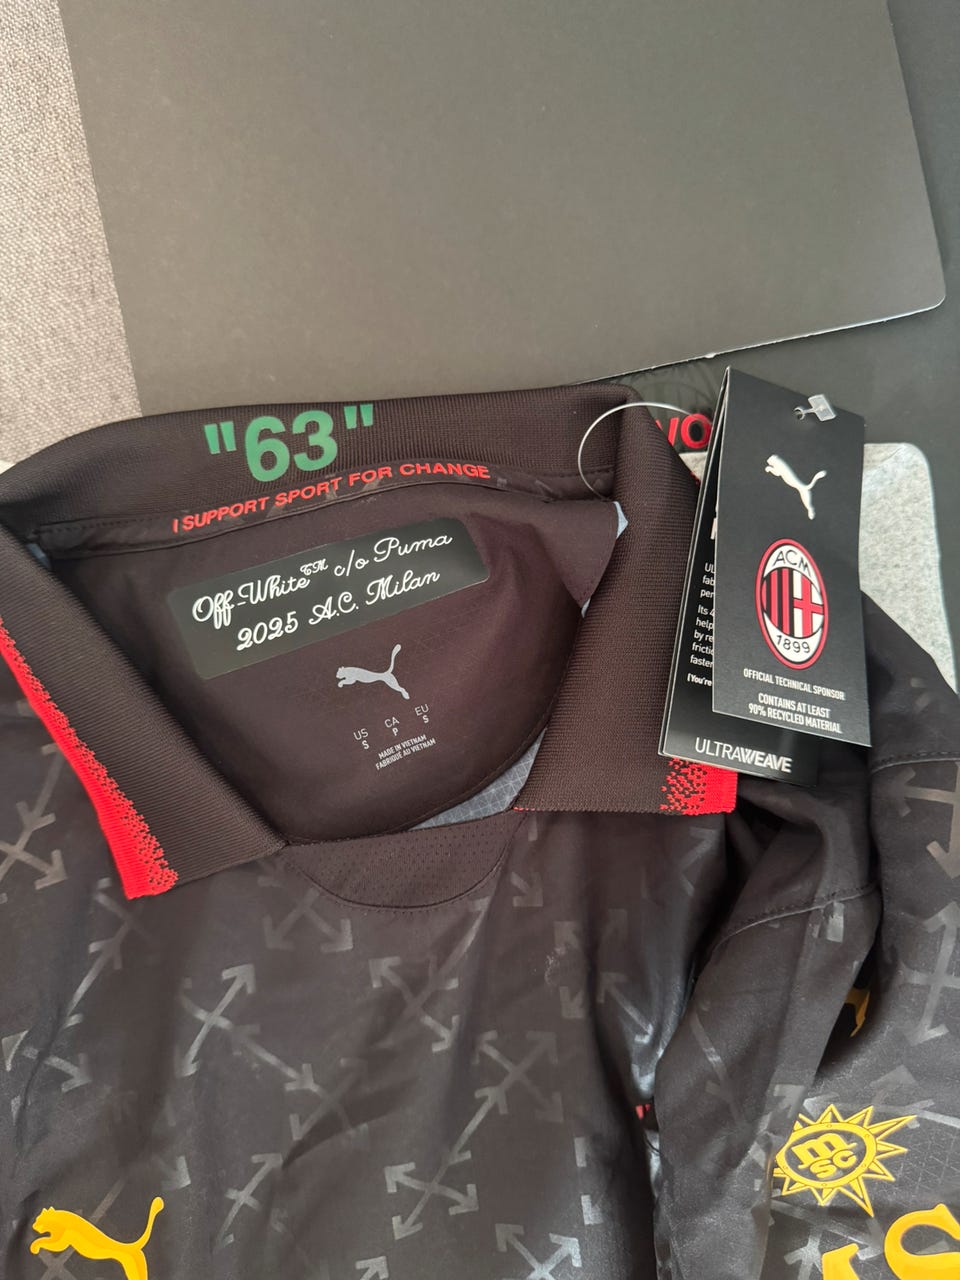 "63"
I SUPPORT SPORT FOR CHANGE
Off-White™ c/o Puma
2025 A.C. Milan
US CA EU
S P S
MADE IN VIETNAM
FABRIQUÉ AU VIETNAM
ACM
1899
OFFICIAL TECHNICAL SPONSOR
CONTAINS AT LEAST
90% RECYCLED MATERIAL
ULTRAWEAVE
MSC